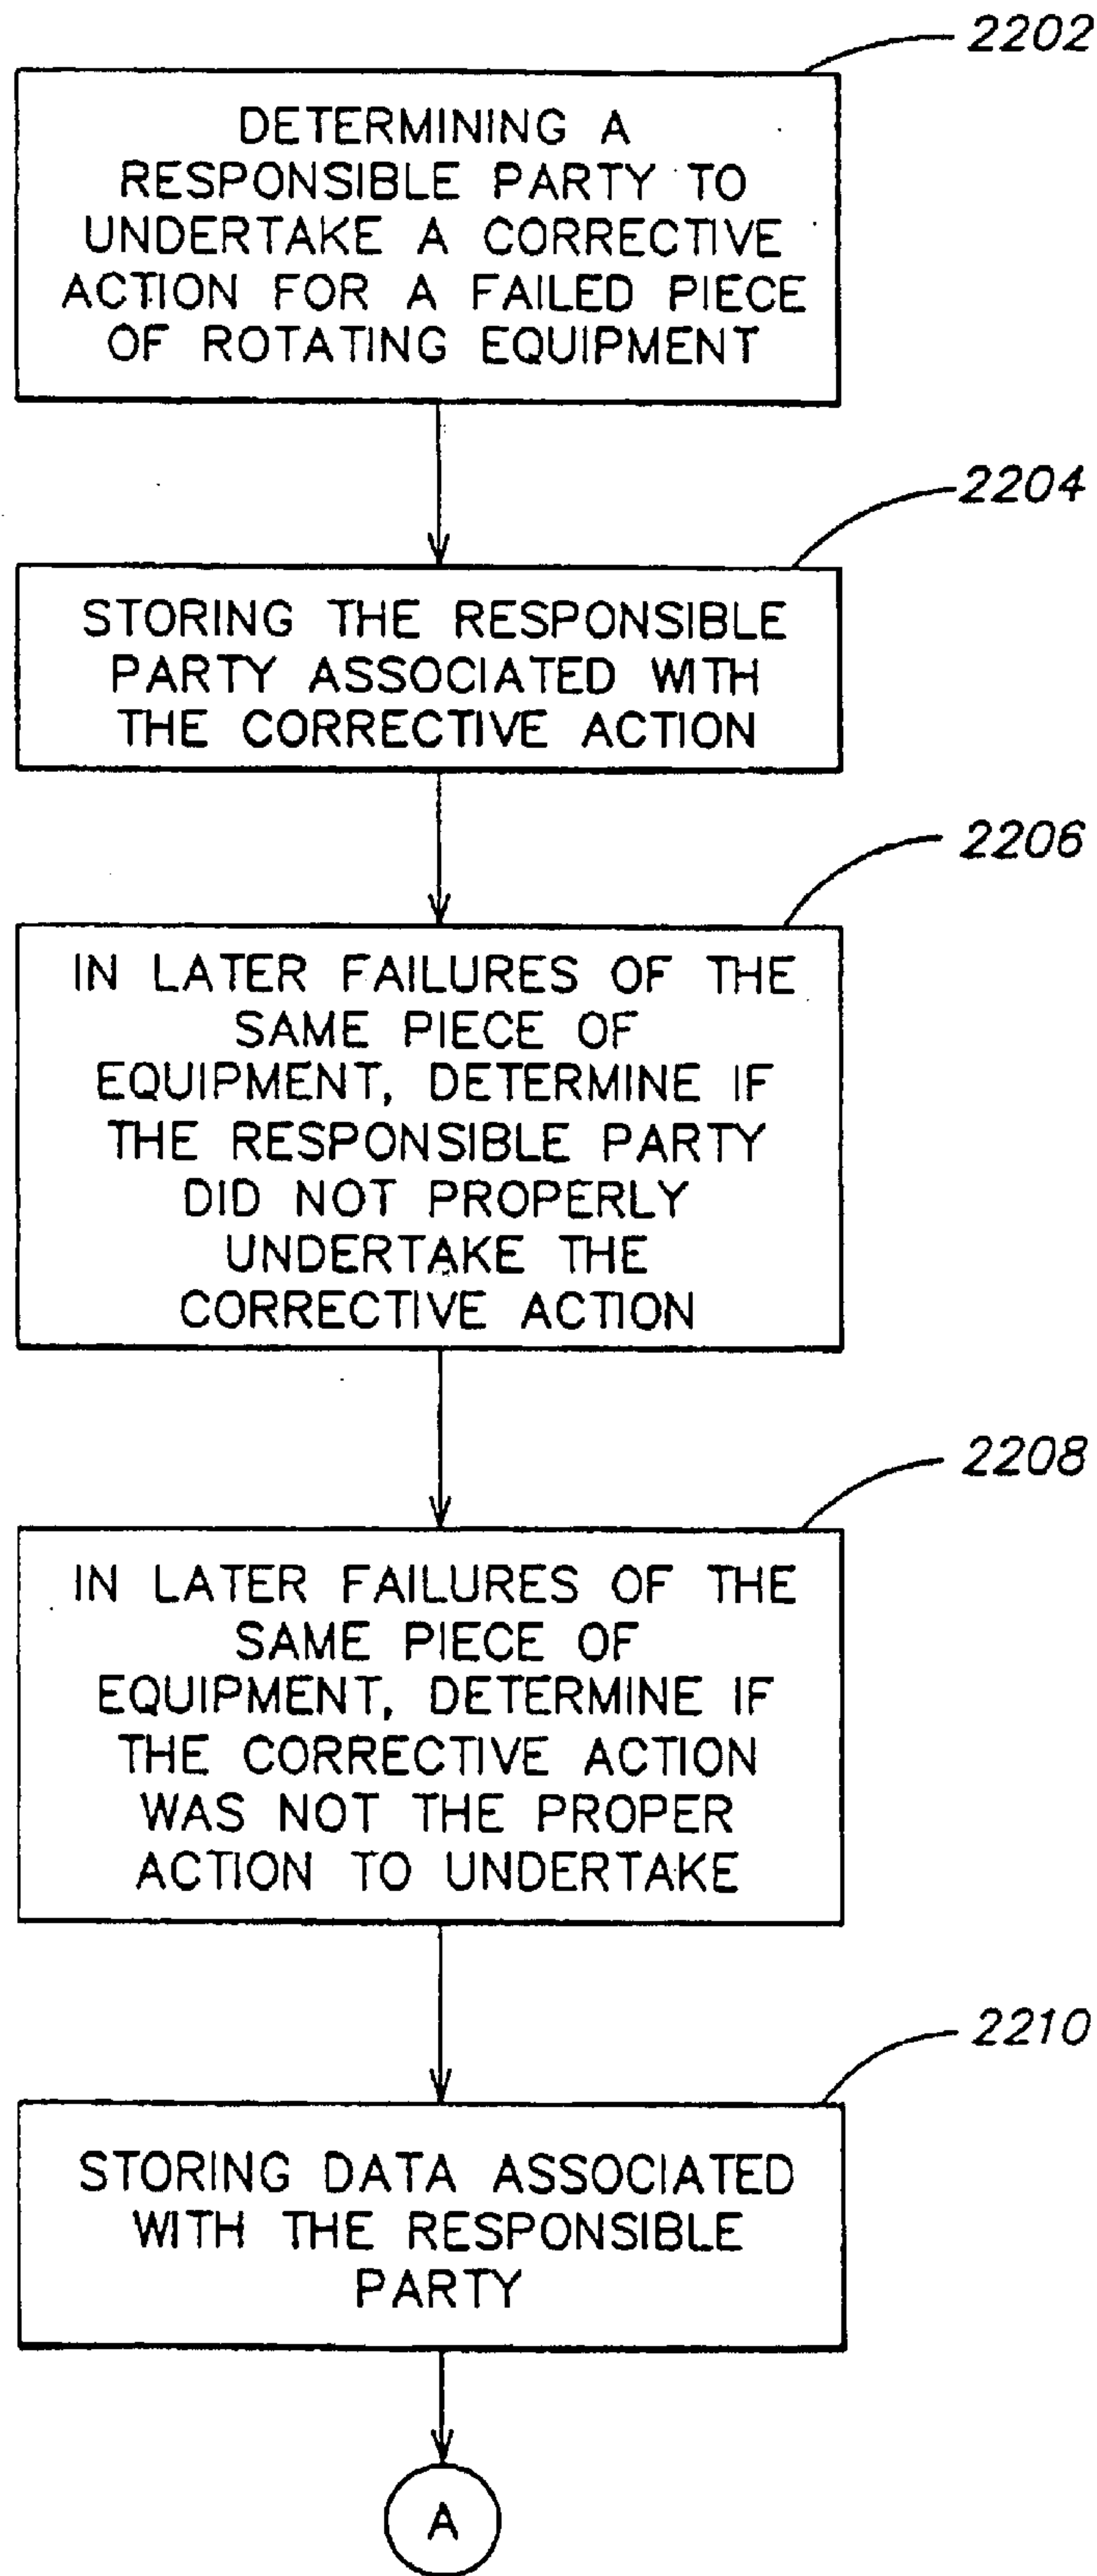 2202
DETERMINING A
RESPONSIBLE PARTY TO
UNDERTAKE A CORRECTIVE
ACTION FOR A FAILED PIECE
OF ROTATING EQUIPMENT
2204
STORING THE RESPONSIBLE
PARTY ASSOCIATED WITH
THE CORRECTIVE ACTION
2206
IN LATER FAILURES OF THE
SAME PIECE OF
EQUIPMENT, DETERMINE IF
THE RESPONSIBLE PARTY
DID NOT PROPERLY
UNDERTAKE THE
CORRECTIVE ACTION
2208
IN LATER FAILURES OF THE
SAME PIECE OF
EQUIPMENT, DETERMINE IF
THE CORRECTIVE ACTION
WAS NOT THE PROPER
ACTION TO UNDERTAKE
2210
STORING DATA ASSOCIATED
WITH THE RESPONSIBLE
PARTY
A